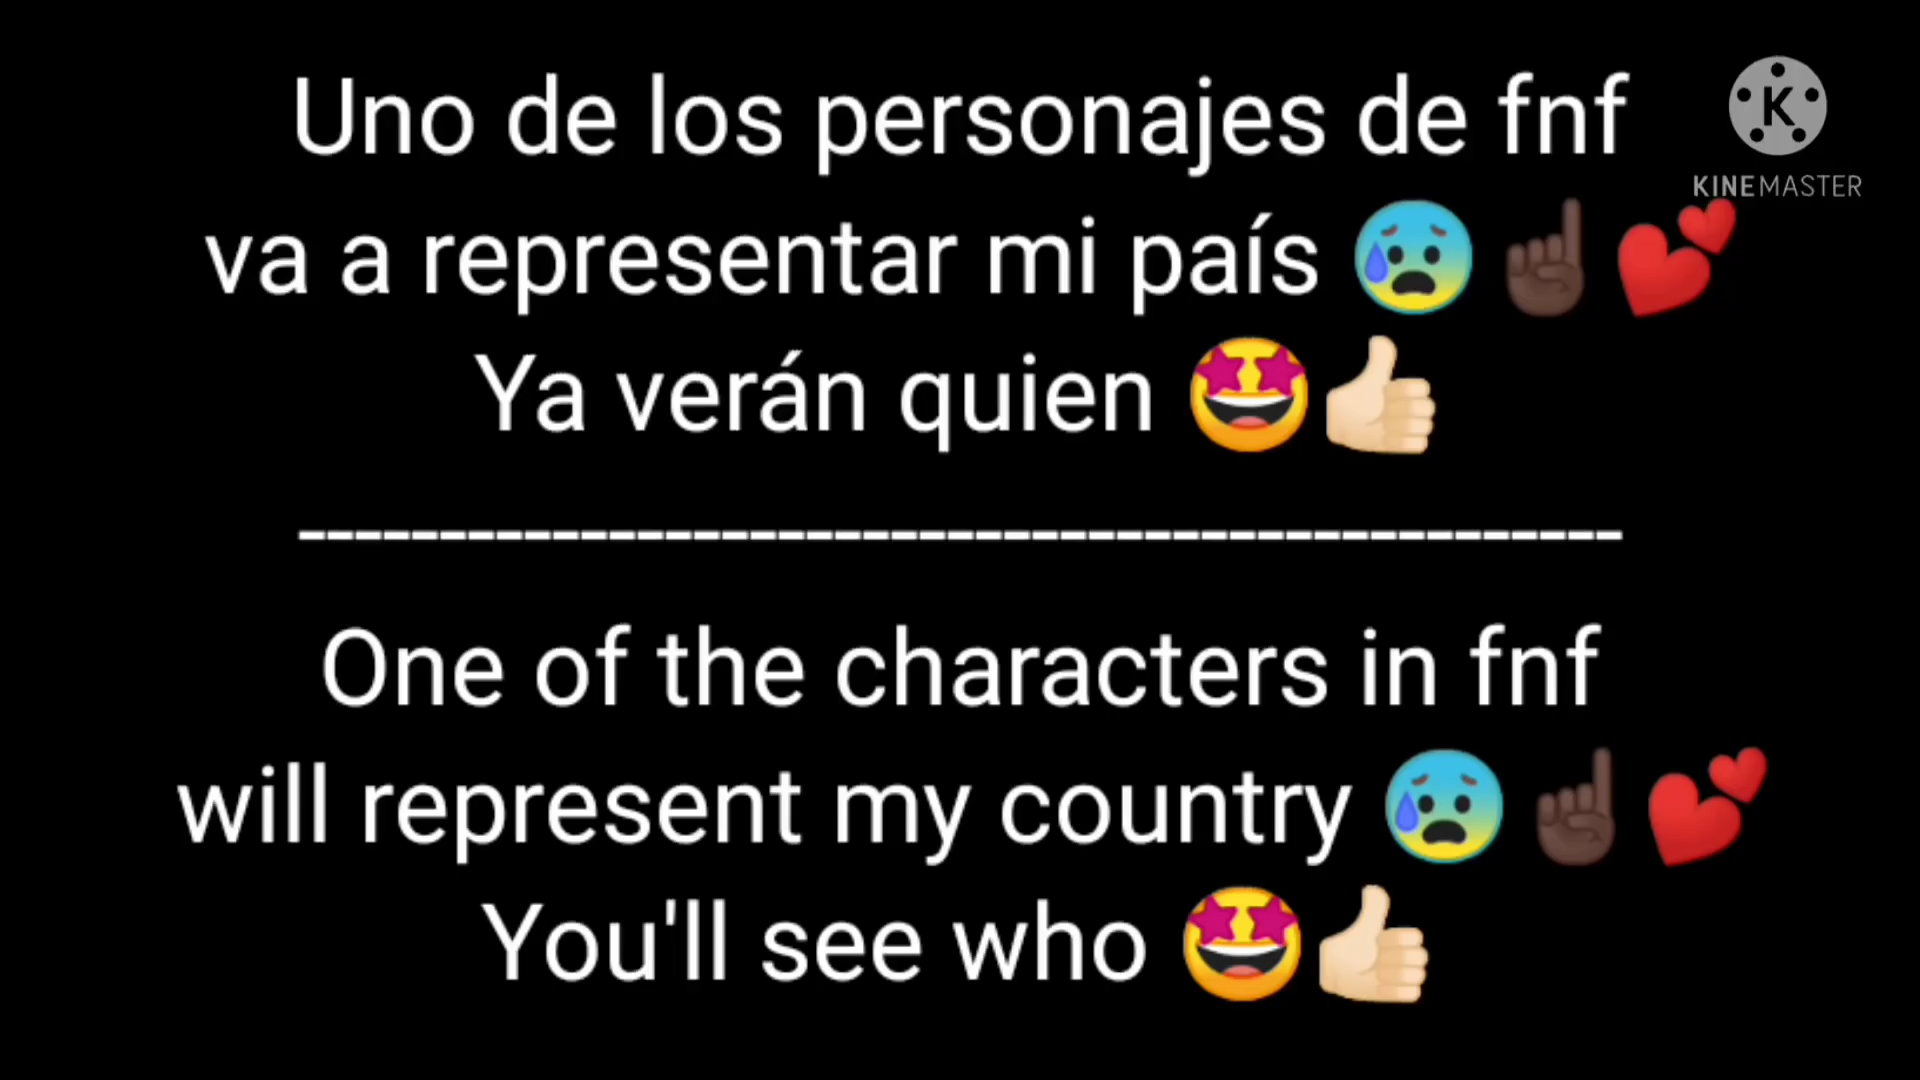 Uno de los personajes de fnf
va a representar mi país 😰☝🏿💕
Ya verán quien 🤩👍🏻
-----------------------------------------------
One of the characters in fnf
will represent my country 😰☝🏿💕
You'll see who 🤩👍🏻
K
KINEMASTER